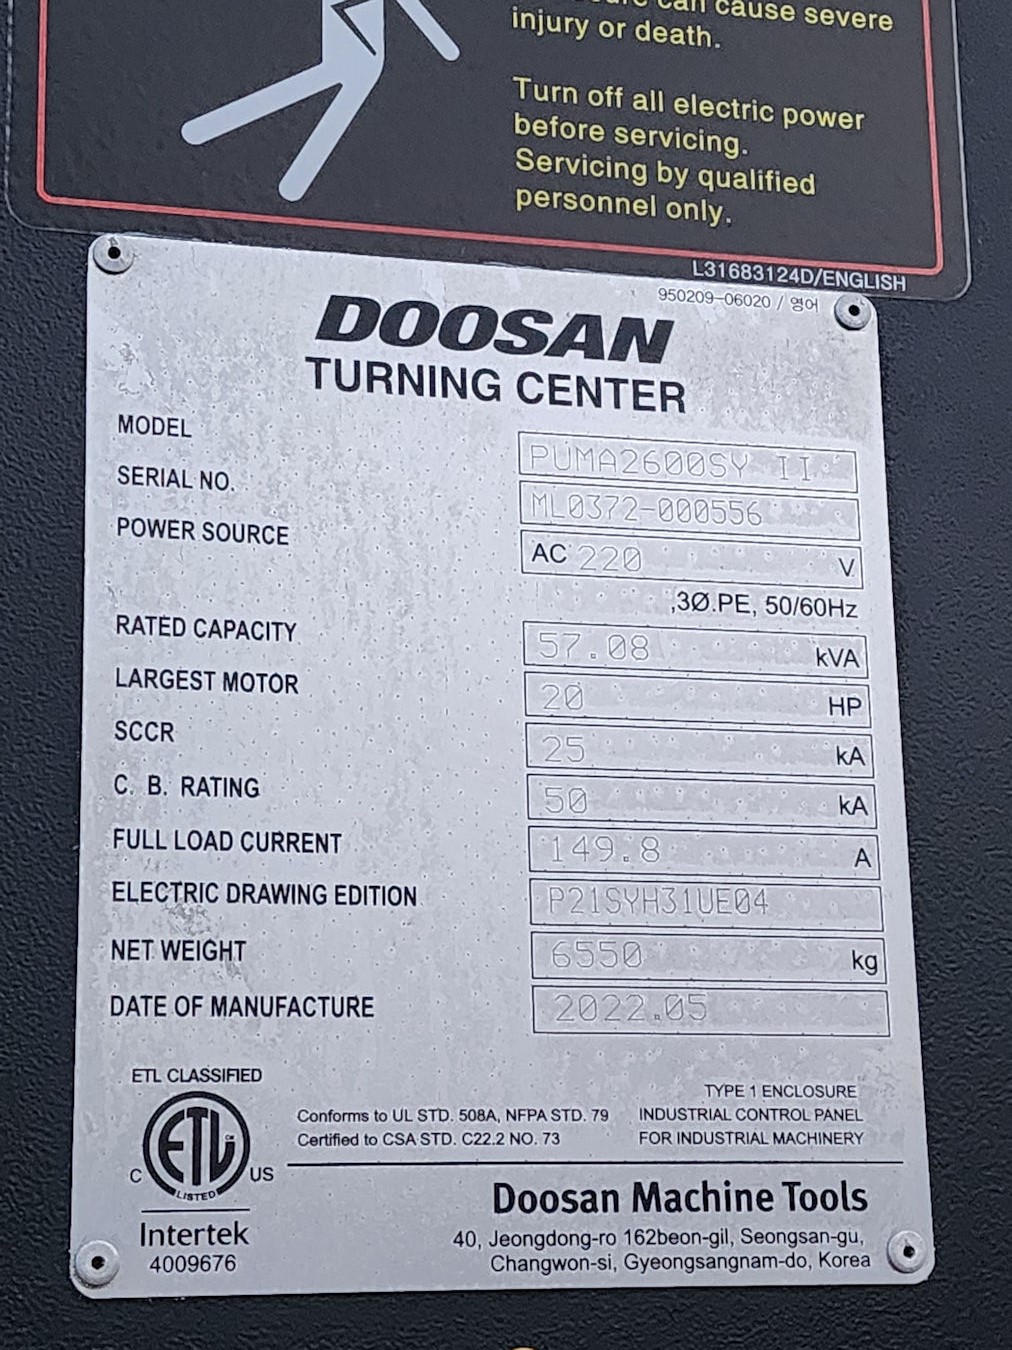 can cause severe
injury or death.
Turn off all electric power
before servicing.
Servicing by qualified
personnel only.
L31683124D/ENGLISH
950209-06020 / 영어
DOOSAN
TURNING CENTER
MODEL PUMA2600SY II
SERIAL NO. ML0372-000556
POWER SOURCE AC 220 V
,3Ø.PE, 50/60Hz
RATED CAPACITY 57.08 kVA
LARGEST MOTOR 20 HP
SCCR 25 kA
C. B. RATING 50 kA
FULL LOAD CURRENT 149.8 A
ELECTRIC DRAWING EDITION P21SYH31UE04
NET WEIGHT 6550 kg
DATE OF MANUFACTURE 2022.05
ETL CLASSIFIED
ETL
CM
LISTED
C US
Intertek
4009676
Conforms to UL STD. 508A, NFPA STD. 79
Certified to CSA STD. C22.2 NO. 73
TYPE 1 ENCLOSURE
INDUSTRIAL CONTROL PANEL
FOR INDUSTRIAL MACHINERY
Doosan Machine Tools
40, Jeongdong-ro 162beon-gil, Seongsan-gu,
Changwon-si, Gyeongsangnam-do, Korea